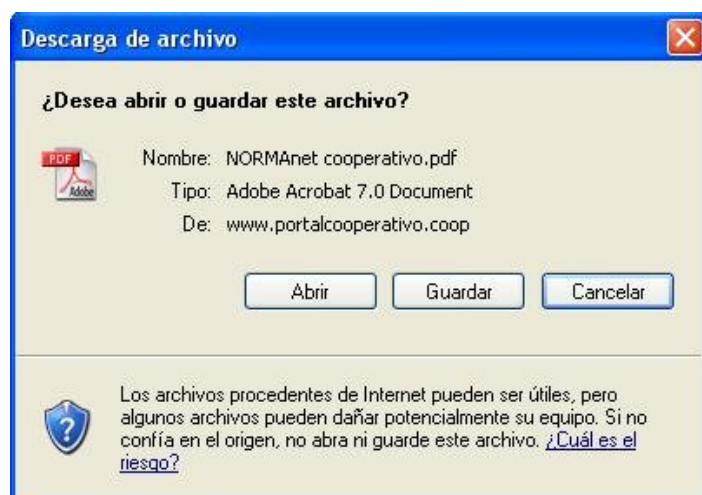 Descarga de archivo
¿Desea abrir o guardar este archivo?
PDF
Adobe
Nombre: NORMAnet cooperativo.pdf
Tipo: Adobe Acrobat 7.0 Document
De: www.portalcooperativo.coop
Abrir Guardar Cancelar
Los archivos procedentes de Internet pueden ser útiles, pero
algunos archivos pueden dañar potencialmente su equipo. Si no
confía en el origen, no abra ni guarde este archivo. ¿Cuál es el
riesgo?